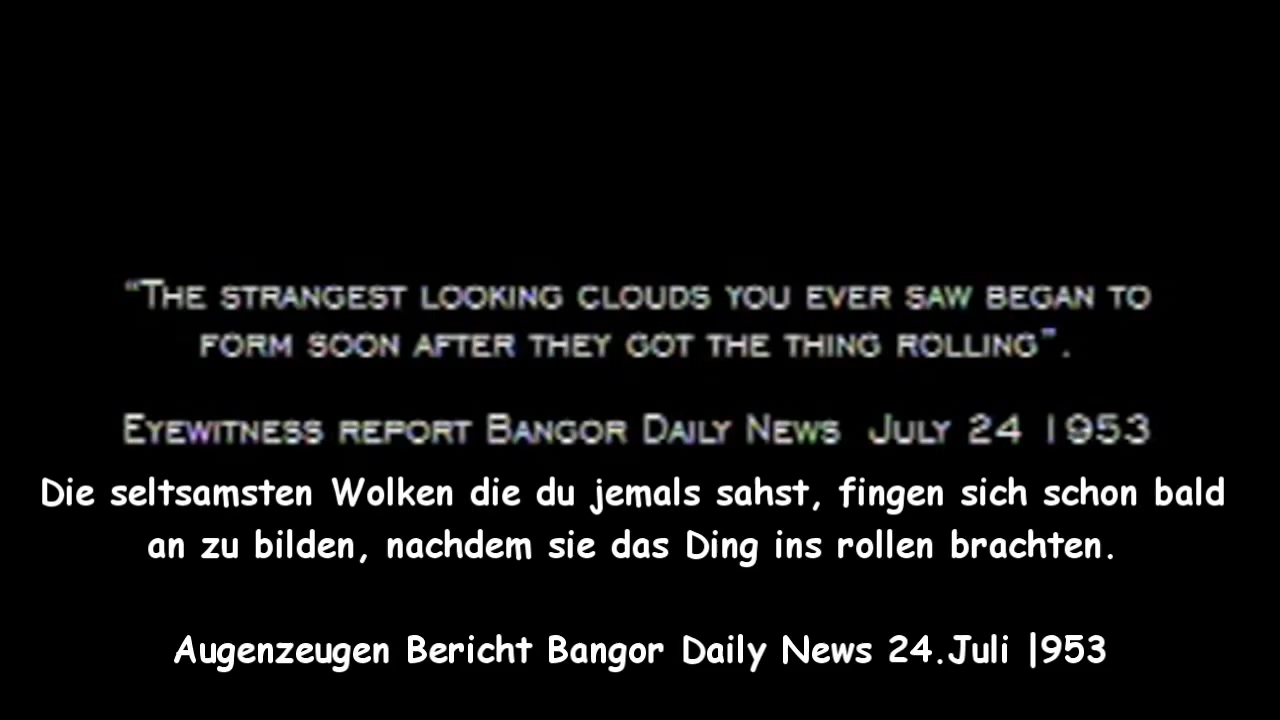 “The strangest looking clouds you ever saw began to
form soon after they got the thing rolling”.
Eyewitness report Bangor Daily News July 24 1953
Die seltsamsten Wolken die du jemals sahst, fingen sich schon bald
an zu bilden, nachdem sie das Ding ins rollen brachten.
Augenzeugen Bericht Bangor Daily News 24.Juli |953